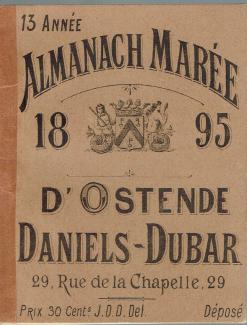 13 ANNÉE
ALMANACH MARÉE
18 95
D'OSTENDE
DANIELS-DUBAR
29, Rue de la Chapelle, 29
PRIX 30 Cent.s J.D.D. Del. Déposé